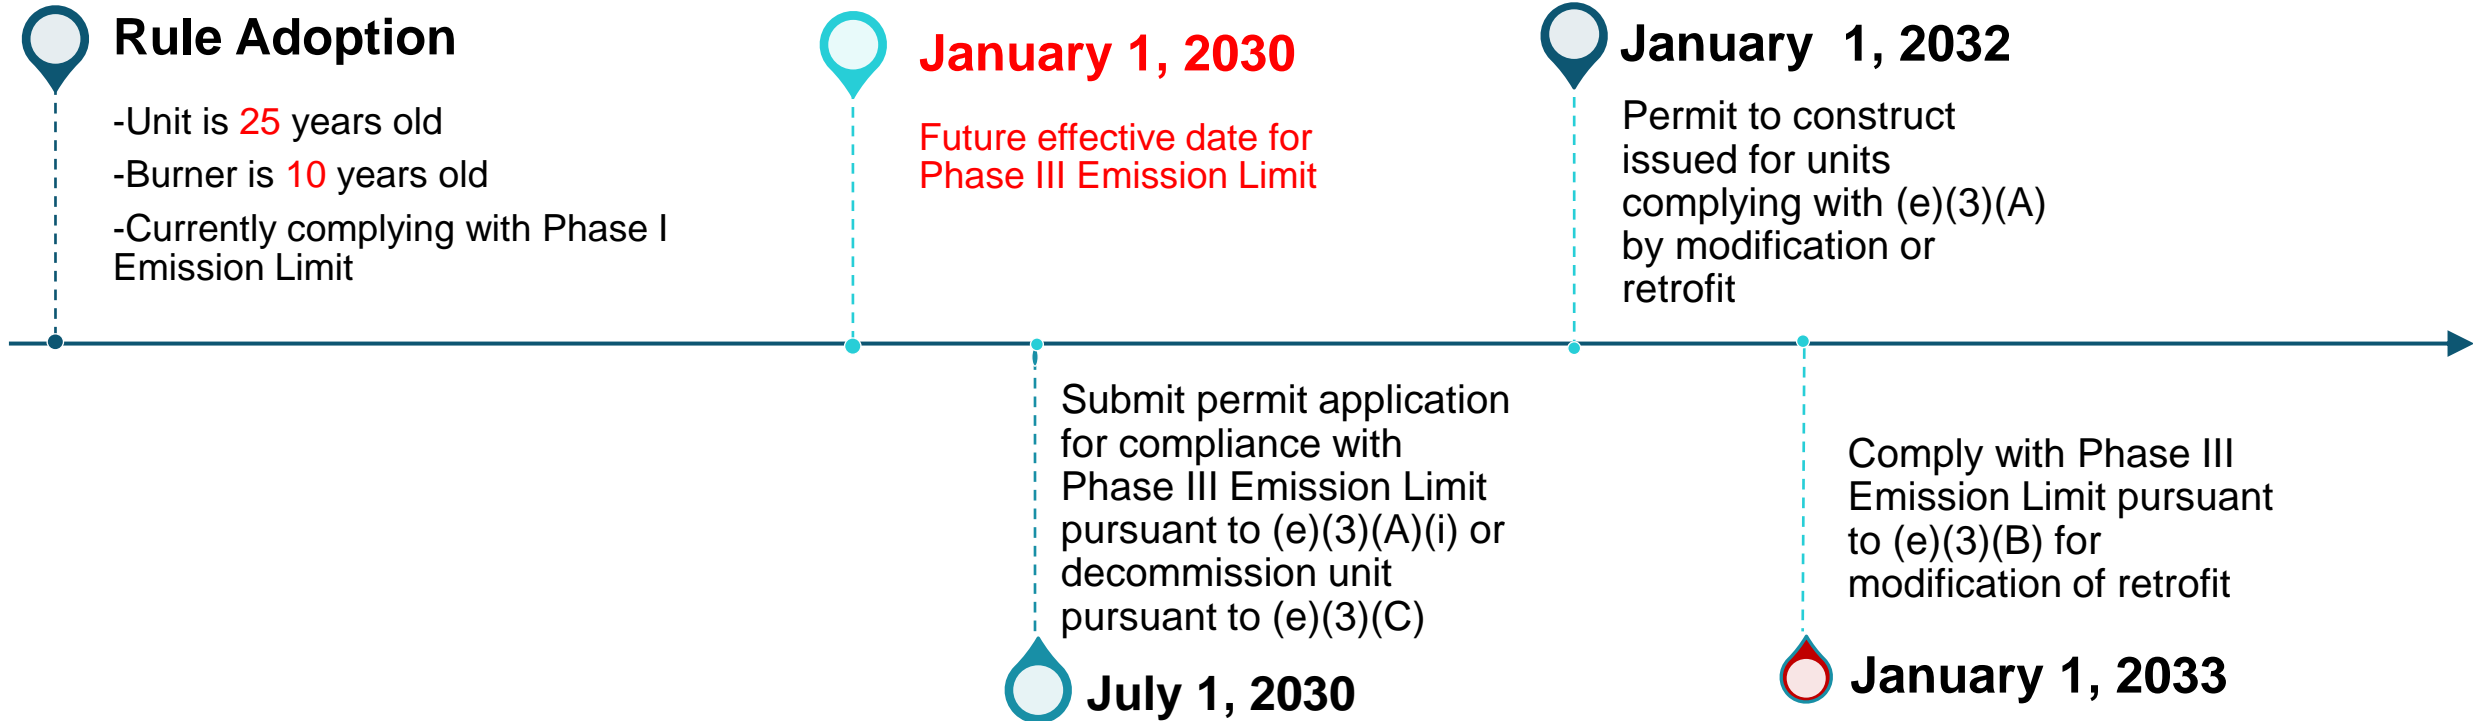 Rule Adoption
-Unit is 25 years old
-Burner is 10 years old
-Currently complying with Phase I
Emission Limit
January 1, 2030
Future effective date for
Phase III Emission Limit
Submit permit application
for compliance with
Phase III Emission Limit
pursuant to (e)(3)(A)(i) or
decommission unit
pursuant to (e)(3)(C)
July 1, 2030
January 1, 2032
Permit to construct
issued for units
complying with (e)(3)(A)
by modification or
retrofit
Comply with Phase III
Emission Limit pursuant
to (e)(3)(B) for
modification of retrofit
January 1, 2033